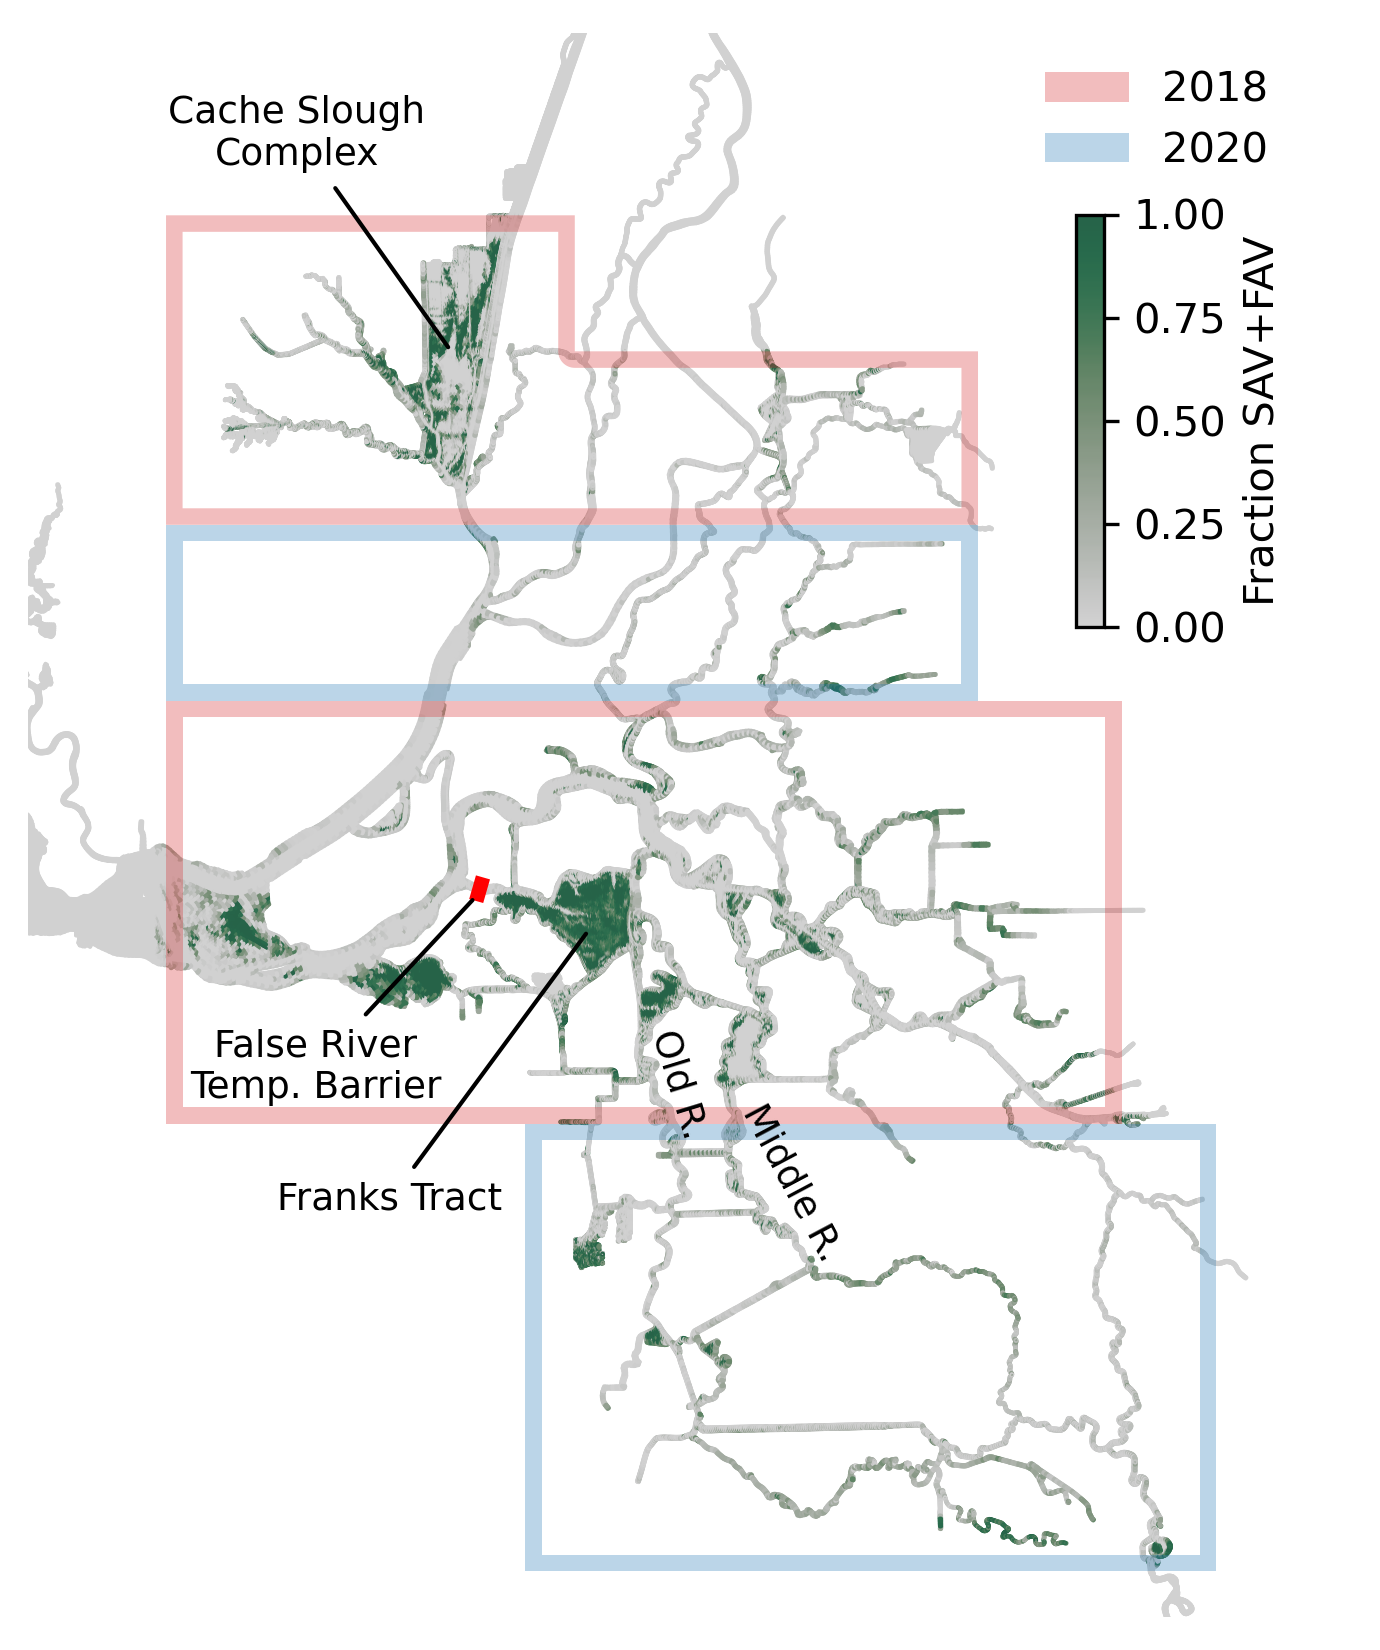 Cache Slough
Complex
2018
2020
1.00
0.75
0.50
0.25
0.00
Fraction SAV+FAV
False River
Temp. Barrier
Old R.
Middle R.
Franks Tract